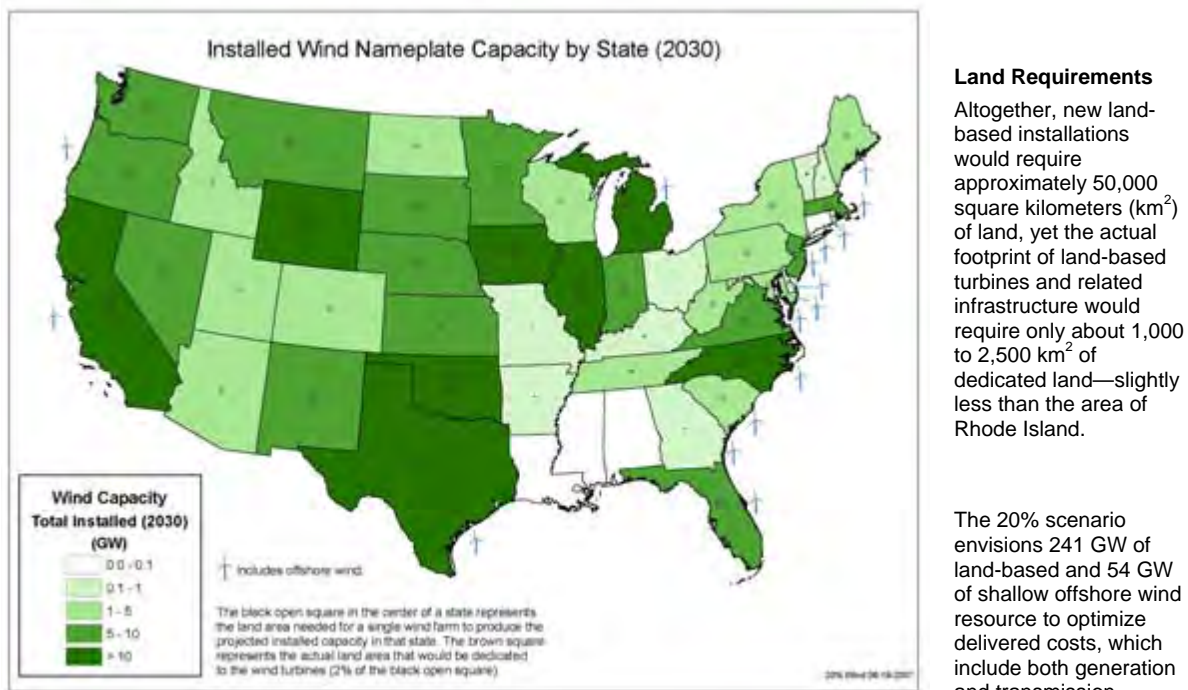 Installed Wind Nameplate Capacity by State (2030)
Wind Capacity
Total Installed (2030)
(GW)
0.0 - 0.1
0.1 - 1
1 - 5
5 - 10
> 10
Includes offshore wind.
The black open square in the center of a state represents
the land area needed for a single wind farm to produce the
projected installed capacity in that state. The brown square
represents the actual land area that would be dedicated
to the wind turbines (2% of the black open square)
Land Requirements
Altogether, new land-
based installations
would require
approximately 50,000
square kilometers (km²)
of land, yet the actual
footprint of land-based
turbines and related
infrastructure would
require only about 1,000
to 2,500 km² of
dedicated land—slightly
less than the area of
Rhode Island.
The 20% scenario
envisions 241 GW of
land-based and 54 GW
of shallow offshore wind
resource to optimize
delivered costs, which
include both generation
and transmission